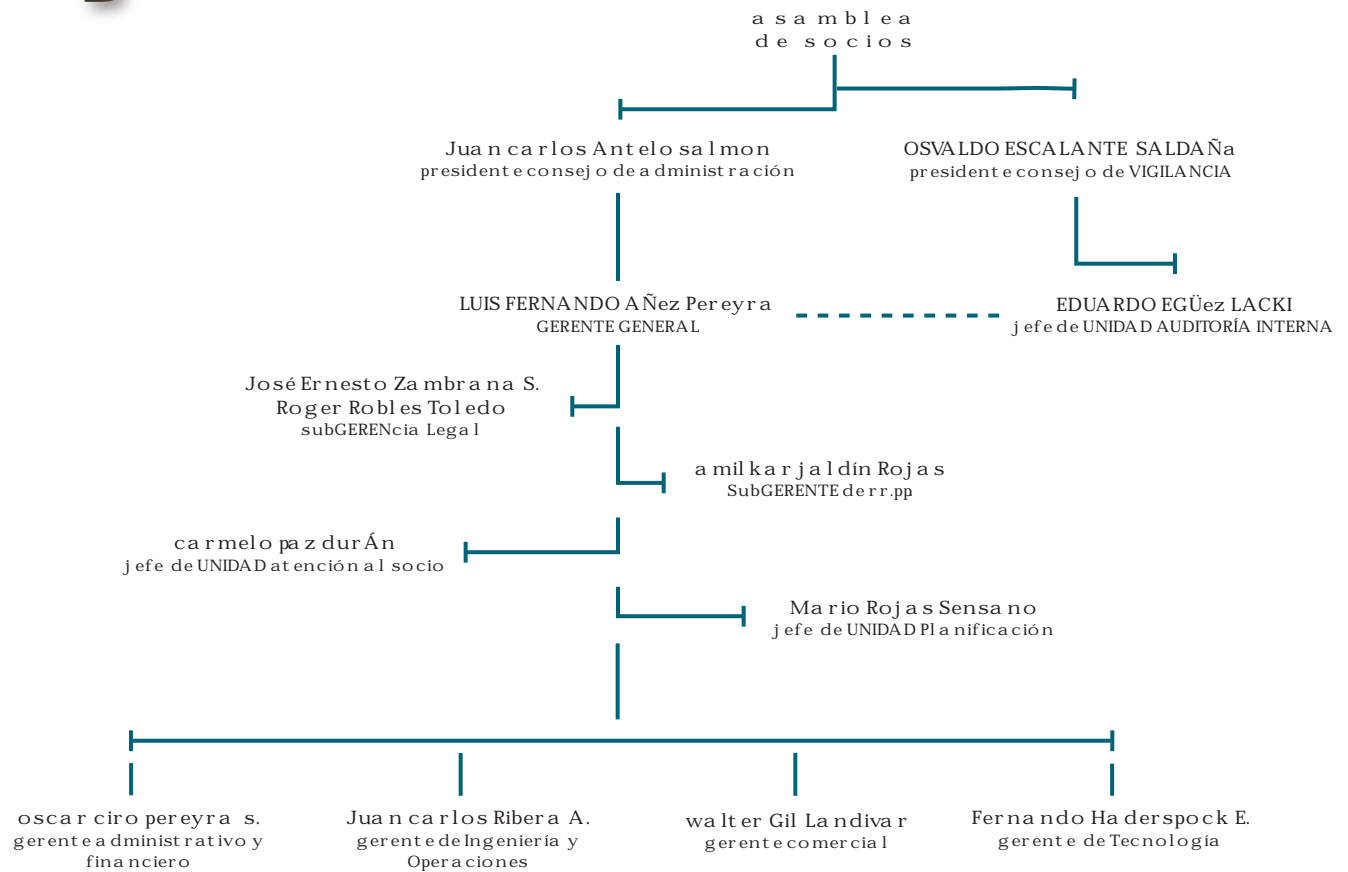 asamblea
de socios
Juan carlos Antelo salmon
presidente consejo de administración
OSVALDO ESCALANTE SALDAÑa
presidente consejo de VIGILANCIA
LUIS FERNANDO AÑez Pereyra
GERENTE GENERAL
EDUARDO EGÜez LACKI
jefe de UNIDAD AUDITORÍA INTERNA
José Ernesto Zambrana S.
Roger Robles Toledo
subGERENcia Legal
amilkar jaldín Rojas
SubGERENTE de rr.pp.
carmelo paz durÁn
jefe de UNIDAD atención al socio
Mario Rojas Sensano
jefe de UNIDAD Planificación
oscar ciro pereyra s.
gerente administrativo y
financiero
Juan carlos Ribera A.
gerente de Ingeniería y
Operaciones
walter Gil Landivar
gerente comercial
Fernando Haderspock E.
gerente de Tecnología